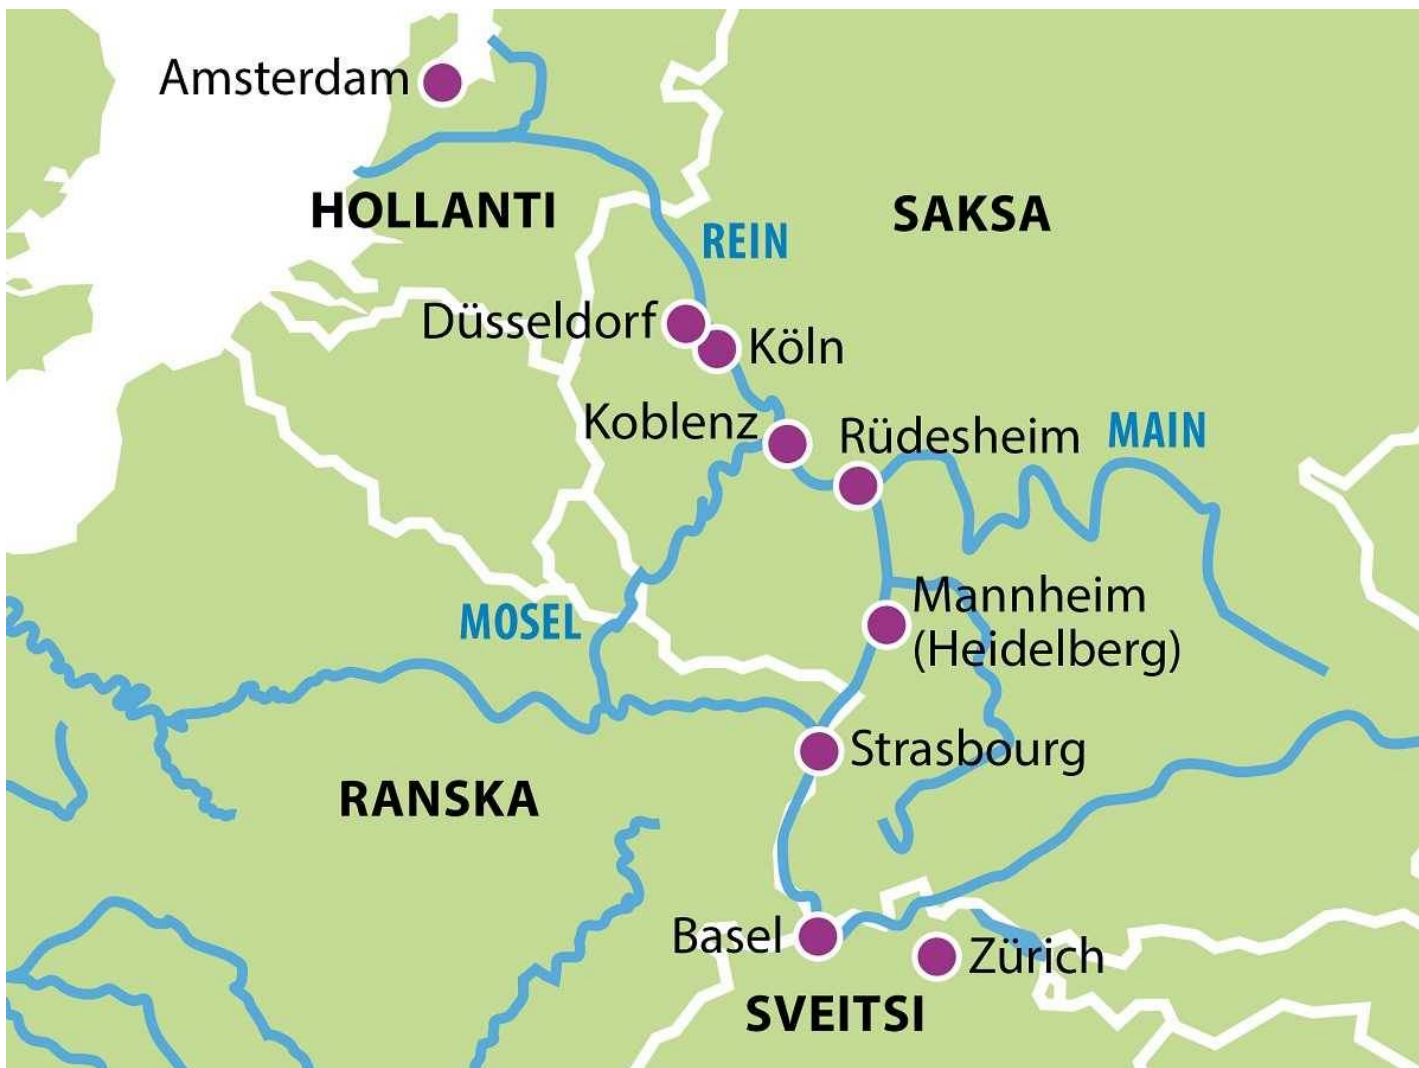 Amsterdam
HOLLANTI
SAKSA
REIN
Düsseldorf
Köln
Koblenz
Rüdesheim
MAIN
Mannheim
(Heidelberg)
MOSEL
Strasbourg
RANSKA
Basel
Zürich
SVEITSI